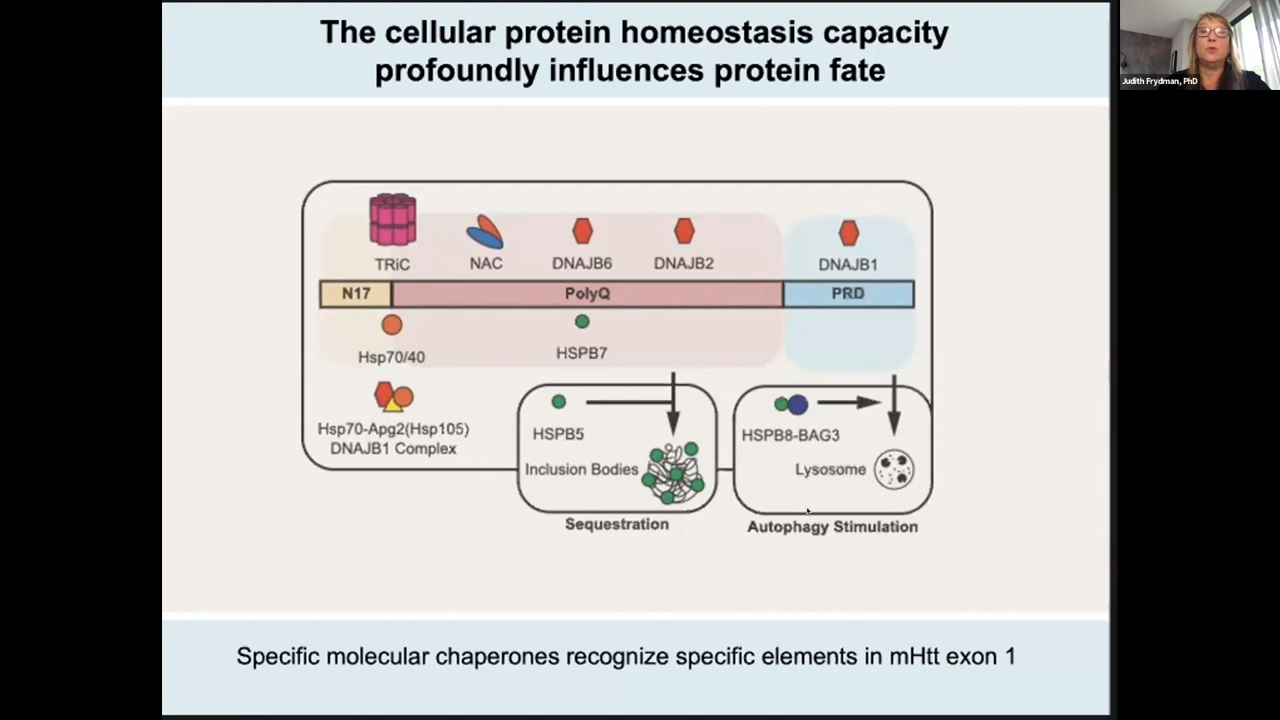 The cellular protein homeostasis capacity
profoundly influences protein fate
Judith Frydman, PhD
TRiC
NAC
DNAJB6
DNAJB2
DNAJB1
N17
PolyQ
PRD
Hsp70/40
HSPB7
Hsp70-Apg2(Hsp105)
DNAJB1 Complex
HSPB5
Inclusion Bodies
Sequestration
HSPB8-BAG3
Lysosome
Autophagy Stimulation
Specific molecular chaperones recognize specific elements in mHtt exon 1